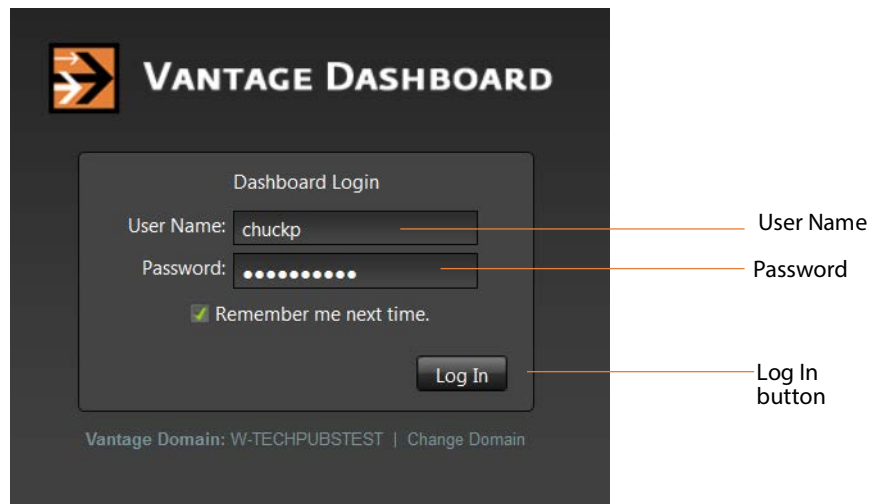 VANTAGE DASHBOARD
Dashboard Login
User Name: chuckp
Password: ●●●●●●●●●●
Remember me next time.
Log In
Vantage Domain: W-TECHPUBSTEST | Change Domain
User Name
Password
Log In
button